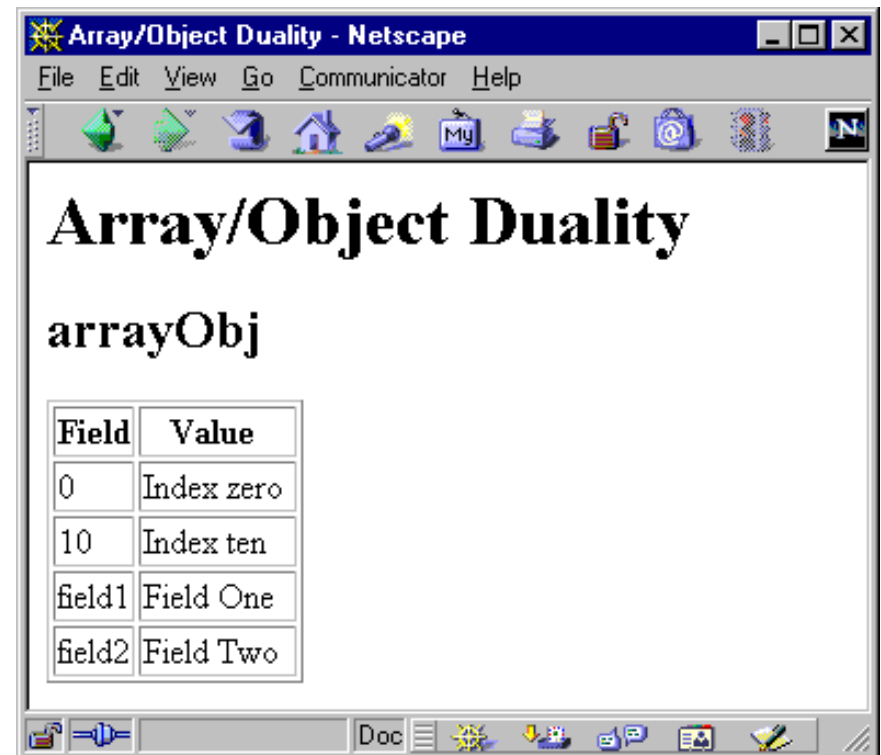 Array/Object Duality - Netscape
File Edit View Go Communicator Help
My N
Array/Object Duality
arrayObj
Field Value
0 Index zero
10 Index ten
field1 Field One
field2 Field Two
Doc